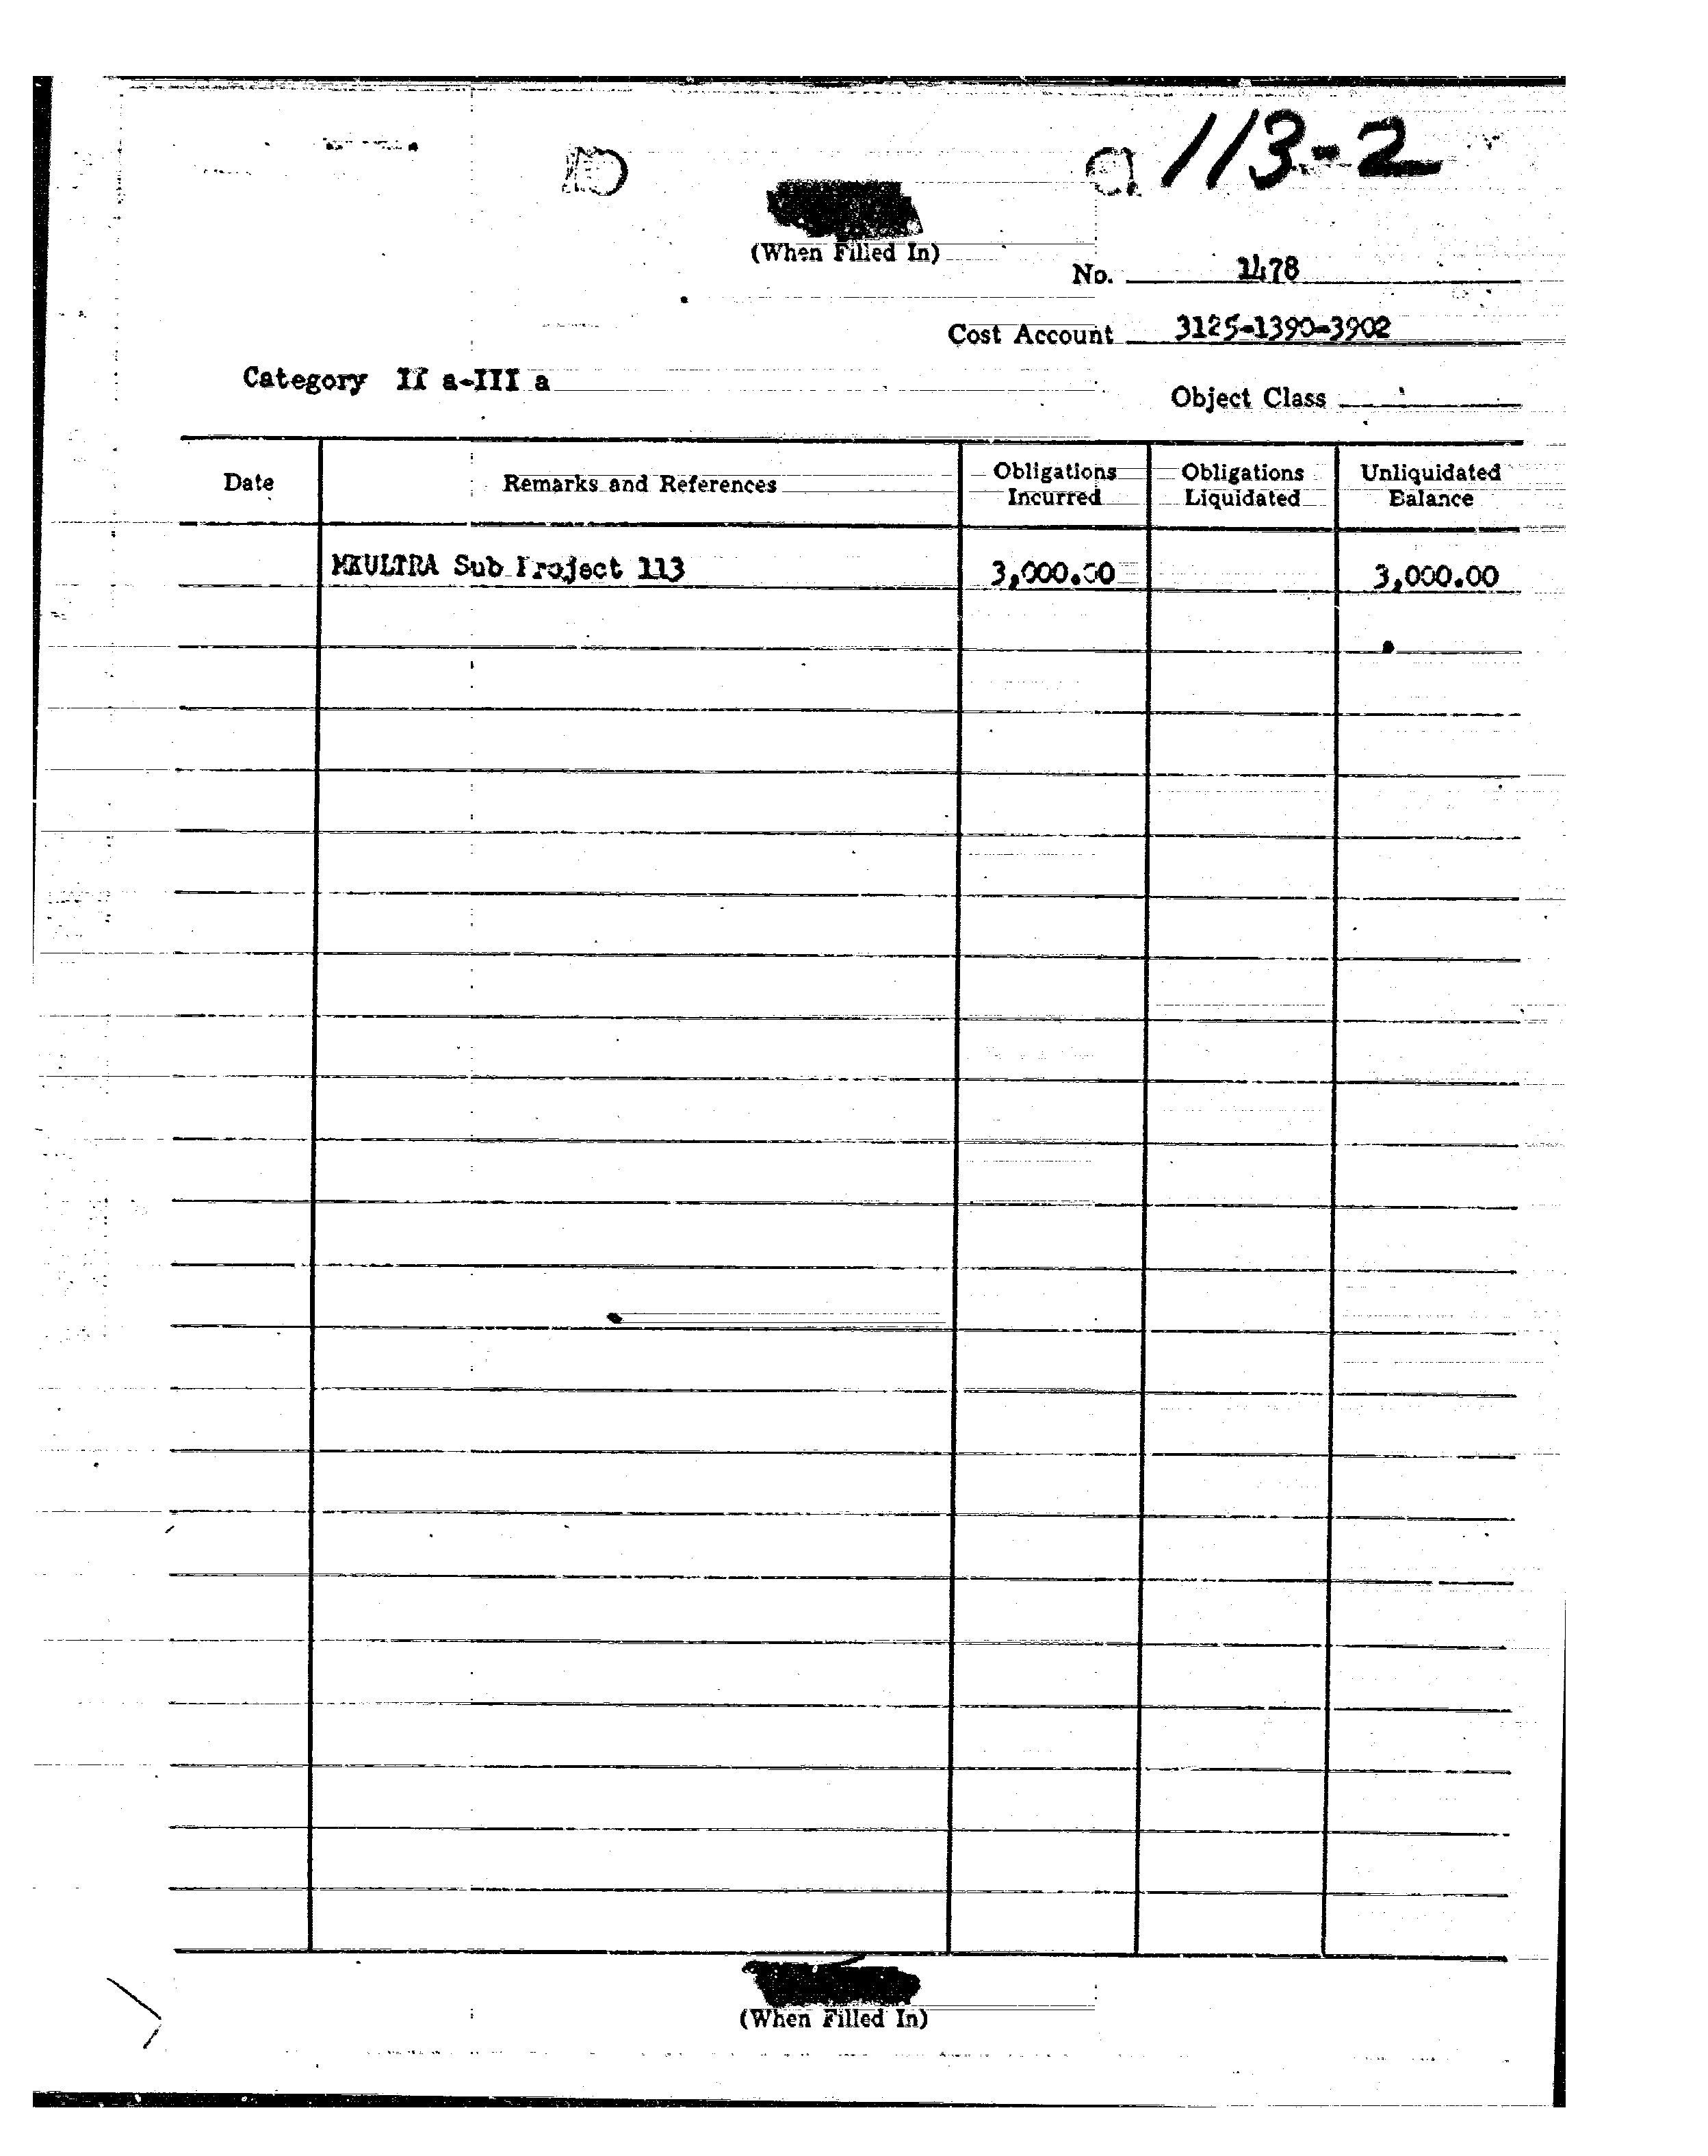 113-2
(When Filled In)
No. 1478
Cost Account 3125-1390-3902
Category II a-III a
Object Class
Date Remarks and References Obligations Incurred Obligations Liquidated Unliquidated Balance
MKULTRA Sub Project 113 3,000.00 3,000.00
(When Filled In)